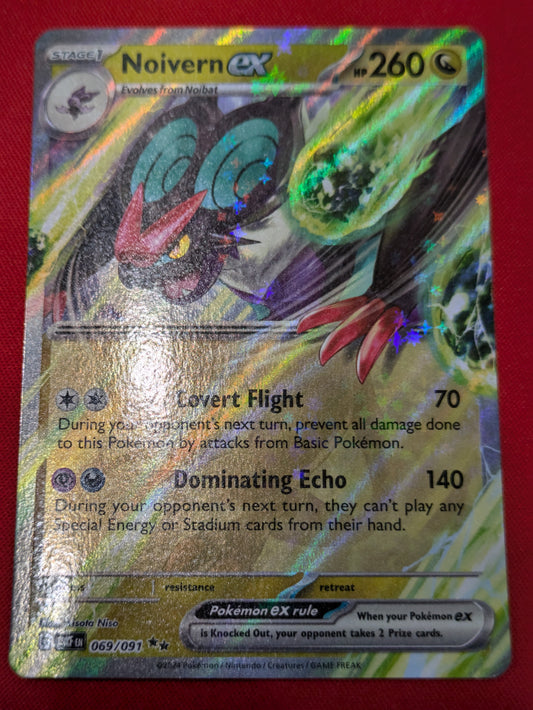 STAGE 1 Noivern ex HP 260
Evolves from Noibat
Covert Flight 70
During your opponent's next turn, prevent all damage done
to this Pokémon by attacks from Basic Pokémon.
Dominating Echo 140
During your opponent's next turn, they can't play any
Special Energy or Stadium cards from their hand.
resistance retreat
Pokémon ex rule When your Pokémon ex
is Knocked Out, your opponent takes 2 Prize cards.
Nisota Niso
EN 069/091
©2024 Pokémon / Nintendo / Creatures / GAME FREAK